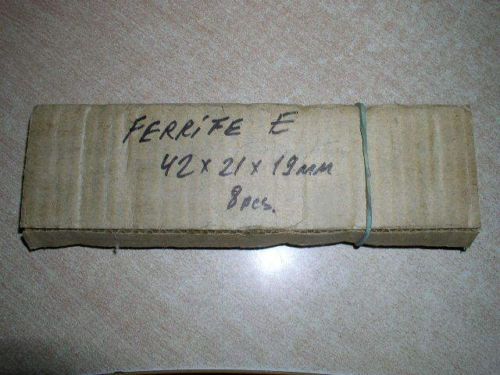 FERRiTE E
42 x 21 x 19 mm
8 pcs.